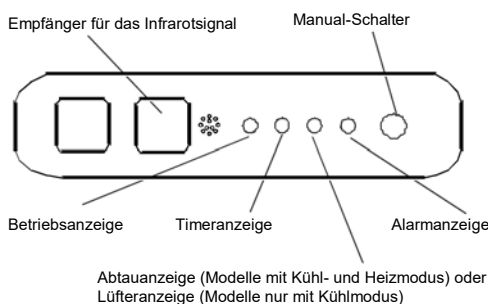 Empfänger für das Infrarotsignal
Manual-Schalter
Betriebsanzeige
Timeranzeige
Alarmanzeige
Abtauanzeige (Modelle mit Kühl- und Heizmodus) oder
Lüfteranzeige (Modelle nur mit Kühlmodus)